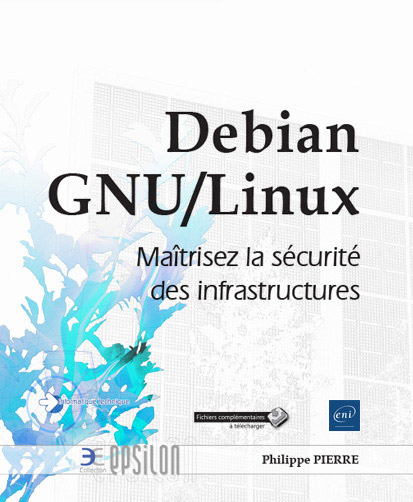 Debian
GNU/Linux
Maîtrisez la sécurité
des infrastructures
Informatique technique
Fichiers complémentaires
à télécharger
eni
Collection
epsilon
Philippe PIERRE